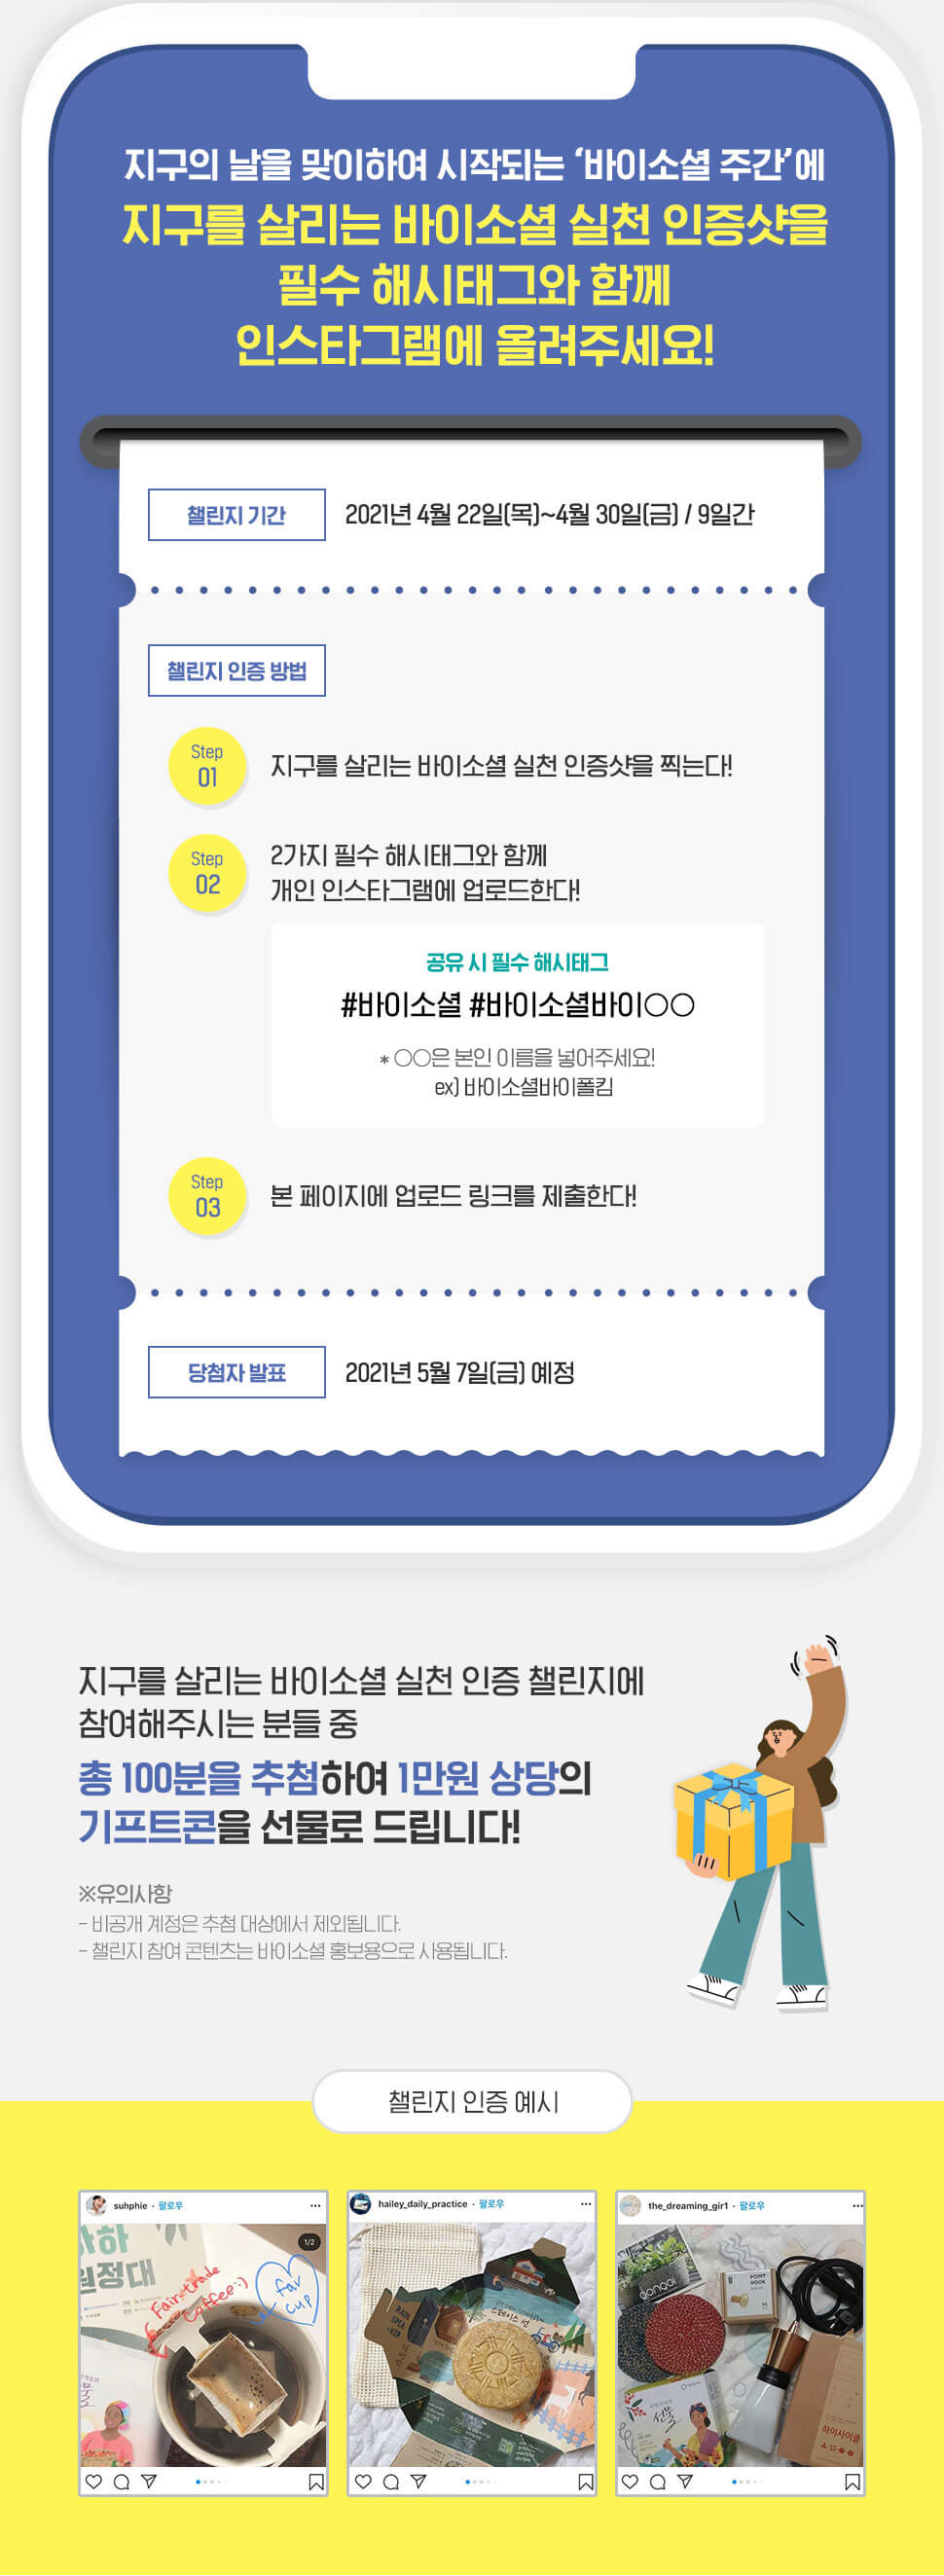 지구의 날을 맞이하여 시작되는 ‘바이소셜 주간’에
지구를 살리는 바이소셜 실천 인증샷을
필수 해시태그와 함께
인스타그램에 올려주세요!
챌린지 기간
2021년 4월 22일(목)~4월 30일(금) / 9일간
챌린지 인증 방법
Step
01
지구를 살리는 바이소셜 실천 인증샷을 찍는다!
Step
02
2가지 필수 해시태그와 함께
개인 인스타그램에 업로드한다!
공유 시 필수 해시태그
#바이소셜 #바이소셜바이○○
* ○○은 본인 이름을 넣어주세요!
ex) 바이소셜바이폴킴
Step
03
본 페이지에 업로드 링크를 제출한다!
당첨자 발표
2021년 5월 7일(금) 예정
지구를 살리는 바이소셜 실천 인증 챌린지에
참여해주시는 분들 중
총 100분을 추첨하여 1만원 상당의
기프트콘을 선물로 드립니다!
※유의사항
- 비공개 계정은 추첨 대상에서 제외됩니다.
- 챌린지 참여 콘텐츠는 바이소셜 홍보용으로 사용됩니다.
챌린지 인증 예시
suhphie · 팔로우
1/2
원정대
Fair-trade
Coffee:)
fair
cup
hailey_daily_practice · 팔로우
the_dreaming_gir1 · 팔로우
POINT
HOOK
M
선물
하이사이클